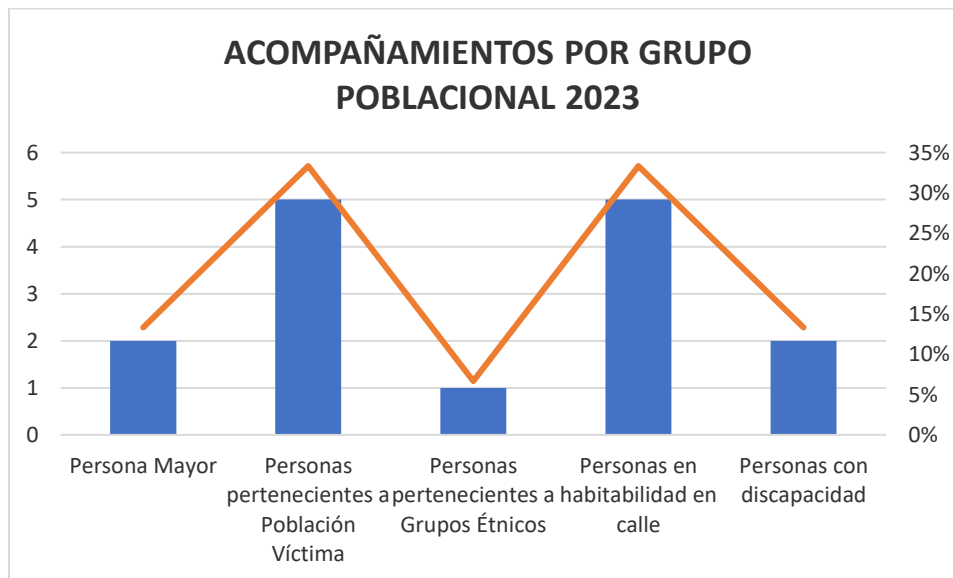 ACOMPAÑAMIENTOS POR GRUPO
POBLACIONAL 2023
6
5
4
3
2
1
0
35%
30%
25%
20%
15%
10%
5%
0%
Persona Mayor
Personas
pertenecientes a
Población
Víctima
Personas
pertenecientes a
Grupos Étnicos
Personas en
habitabilidad en
calle
Personas con
discapacidad